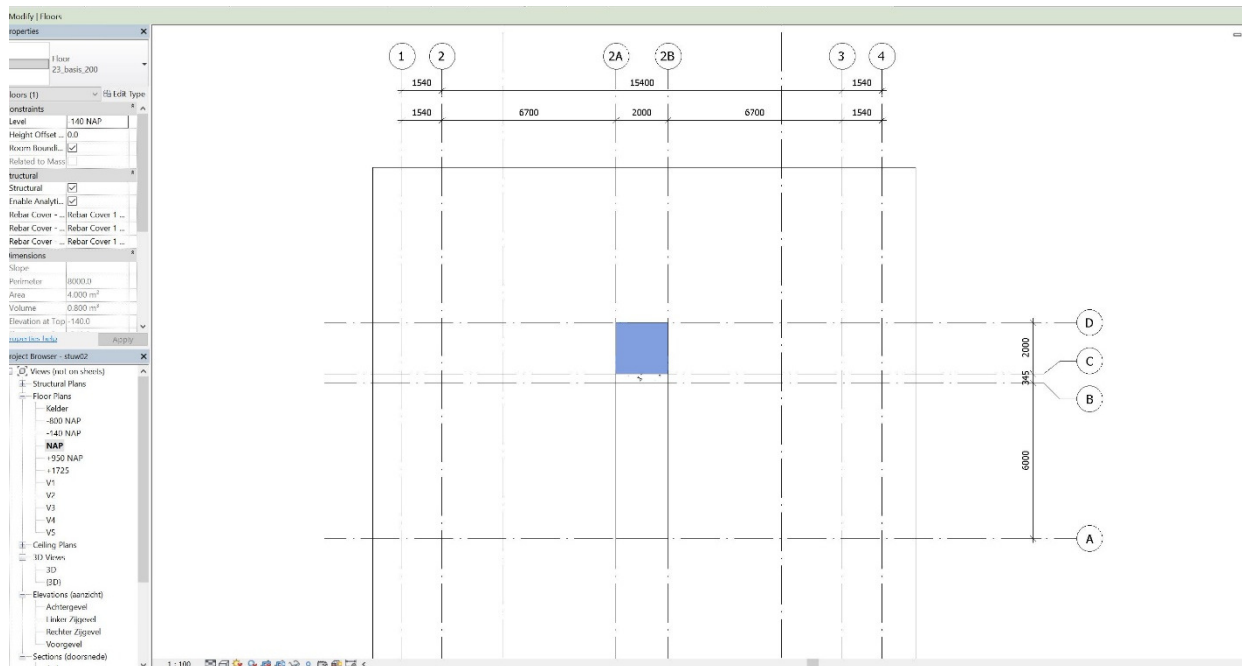 Modify | Floors
roperties
Floor
23_basis_200
loors (1)
Edit Type
onstraints
Level
-140 NAP
Height Offset ...
0.0
Room Boundi...
Related to Mass
tructural
Structural
Enable Analyti...
Rebar Cover - ...
Rebar Cover 1 ...
Rebar Cover - ...
Rebar Cover 1 ...
Rebar Cover ...
Rebar Cover 1 ...
imensions
Slope
Perimeter
8000.0
Area
4.000 m²
Volume
0.800 m³
Elevation at Top
-140.0
roperties help
Apply
roject Browser - stuw02
Views (not on sheets)
Structural Plans
Floor Plans
Kelder
-800 NAP
-140 NAP
NAP
+950 NAP
+1725
V1
V2
V3
V4
V5
Ceiling Plans
3D Views
3D
{3D}
Elevations (aanzicht)
Achtergevel
Linker Zijgevel
Rechter Zijgevel
Voorgevel
Sections (doorsnede)
1 2 2A 2B 3 4
1540 15400 1540
1540 6700 2000 6700 1540
D
2000
C
345
B
6000
A
1 : 100